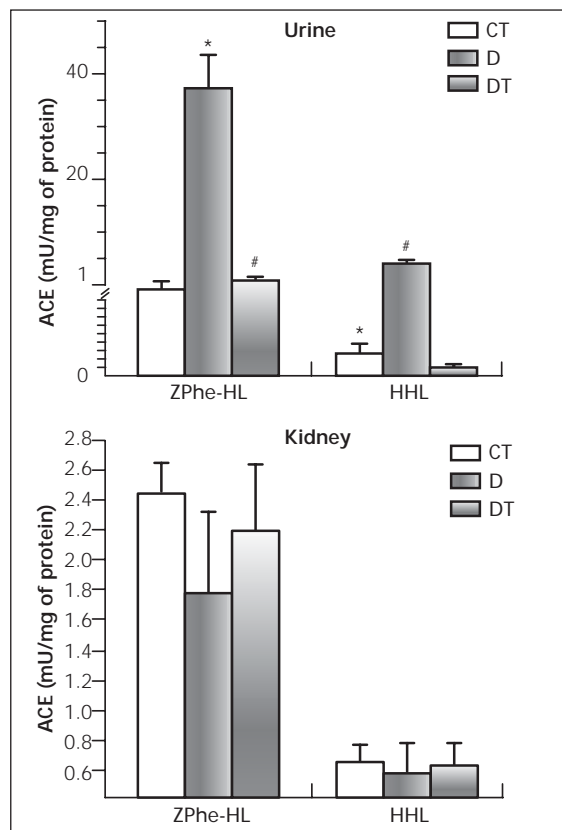 Urine
CT
D
DT
ACE (mU/mg of protein)
40
20
1
0
*
#
*
#
ZPhe-HL
HHL
Kidney
CT
D
DT
ACE (mU/mg of protein)
2.8
2.6
2.4
2.2
2.0
1.8
1.6
1.4
1.2
1.0
0.8
0.6
ZPhe-HL
HHL